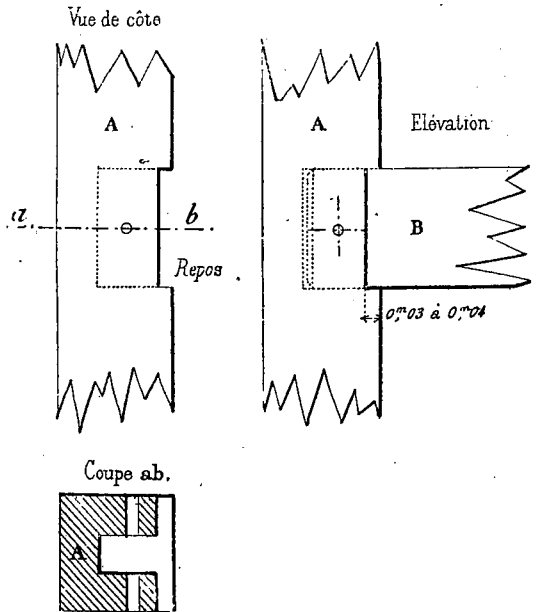 Vue de côte
A
A
Elévation
a
b
B
Repos
0,ᵐ03 à 0,ᵐ04
Coupe ab.
A